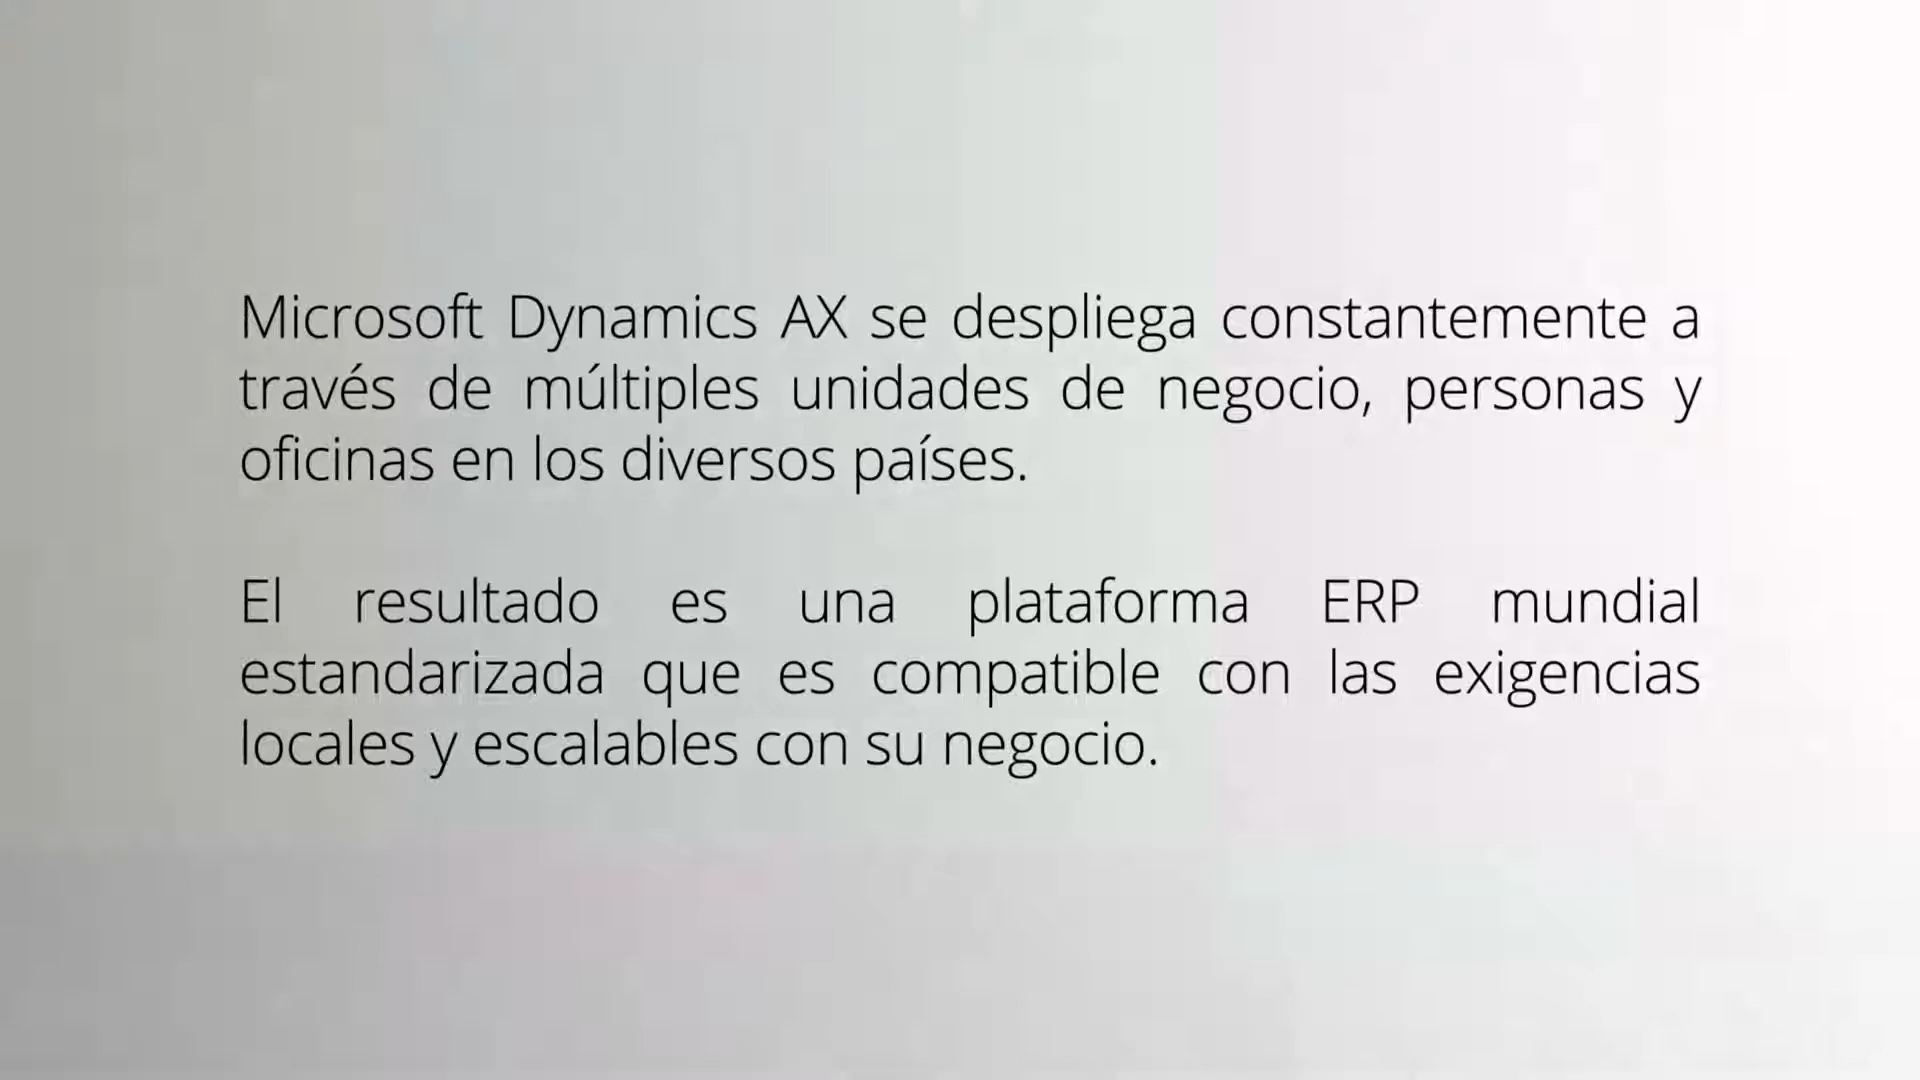 Microsoft Dynamics AX se despliega constantemente a
través de múltiples unidades de negocio, personas y
oficinas en los diversos países.
El resultado es una plataforma ERP mundial
estandarizada que es compatible con las exigencias
locales y escalables con su negocio.